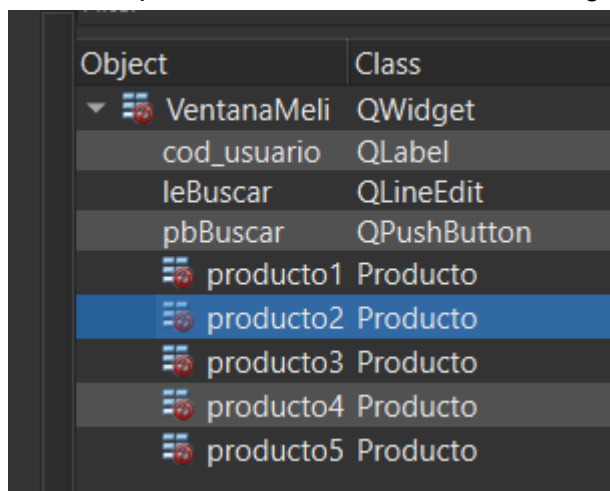 Object Class
VentanaMeli QWidget
cod_usuario QLabel
leBuscar QLineEdit
pbBuscar QPushButton
producto1 Producto
producto2 Producto
producto3 Producto
producto4 Producto
producto5 Producto